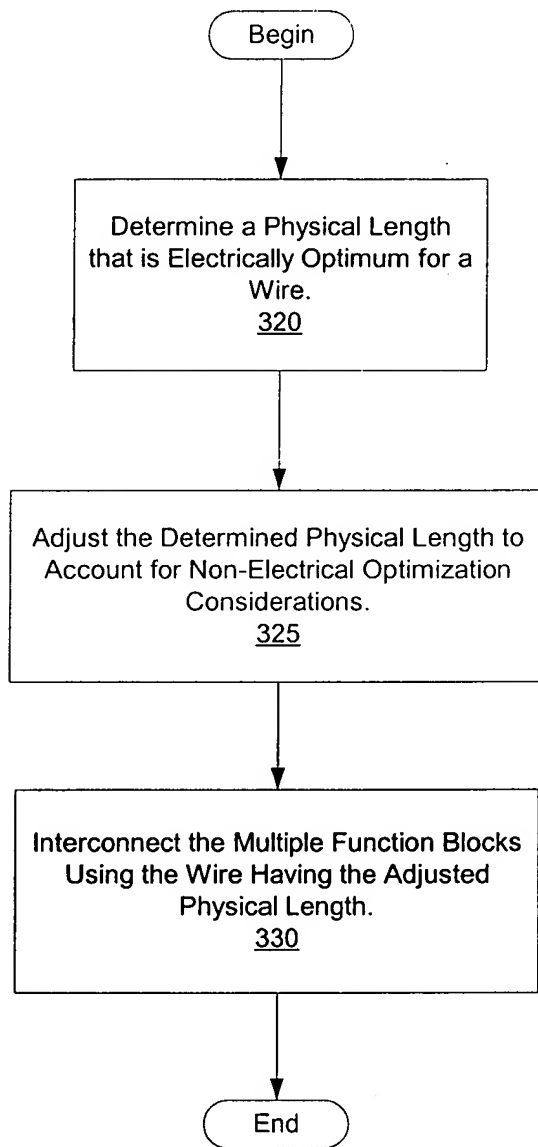 Begin
Determine a Physical Length
that is Electrically Optimum for a
Wire.
320
Adjust the Determined Physical Length to
Account for Non-Electrical Optimization
Considerations.
325
Interconnect the Multiple Function Blocks
Using the Wire Having the Adjusted
Physical Length.
330
End